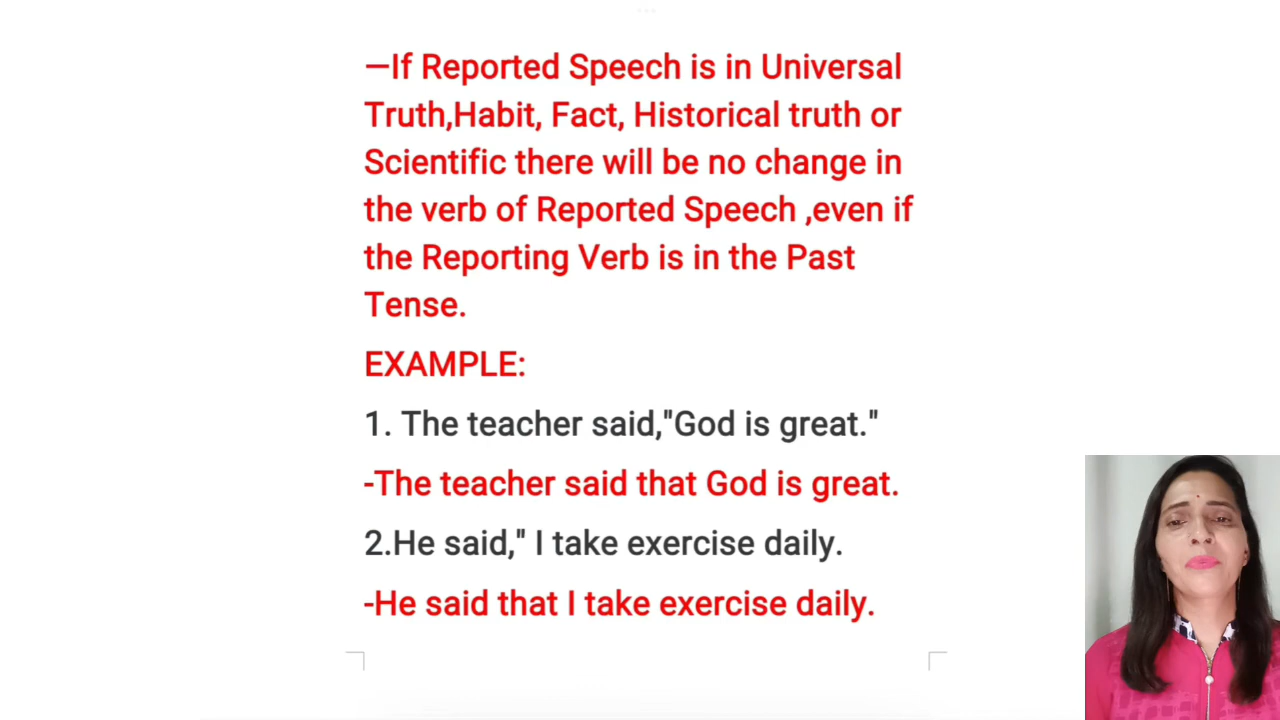 —If Reported Speech is in Universal
Truth,Habit, Fact, Historical truth or
Scientific there will be no change in
the verb of Reported Speech ,even if
the Reporting Verb is in the Past
Tense.
EXAMPLE:
1. The teacher said,"God is great."
-The teacher said that God is great.
2.He said," I take exercise daily.
-He said that I take exercise daily.